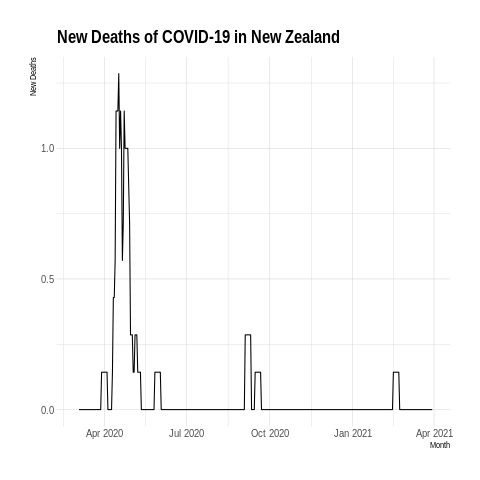 New Deaths of COVID-19 in New Zealand
New Deaths
1.0
0.5
0.0
Apr 2020 Jul 2020 Oct 2020 Jan 2021 Apr 2021
Month